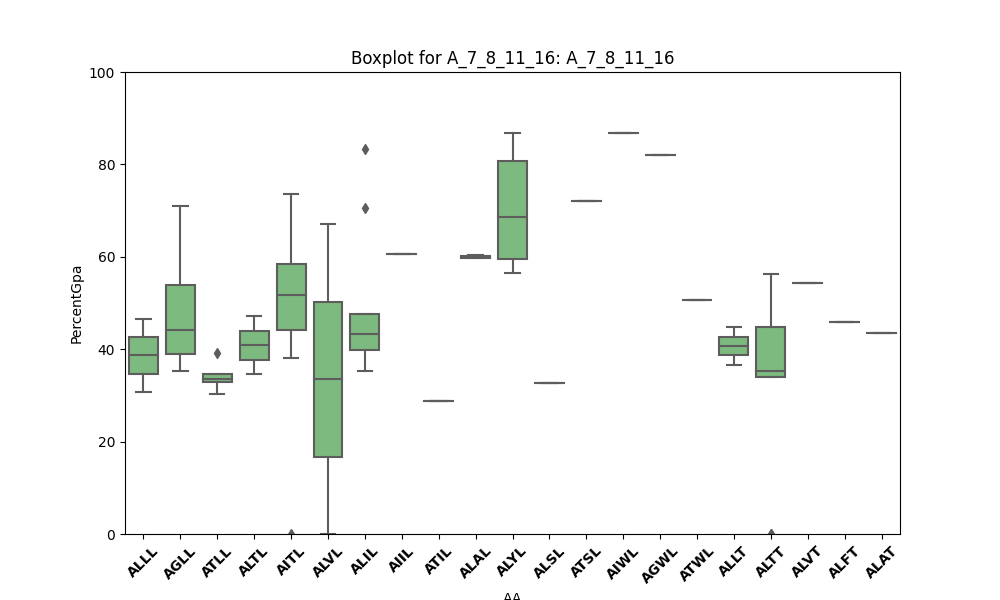 Boxplot for A_7_8_11_16: A_7_8_11_16
100
80
60
40
20
0
PercentGpa
ALLL
AGLL
ATLL
ALTL
AITL
ALVL
ALIL
AIIL
ATIL
ALAL
ALYL
ALSL
ATSL
AIWL
AGWL
ATWL
ALLT
ALTT
ALVT
ALFT
ALAT
AA